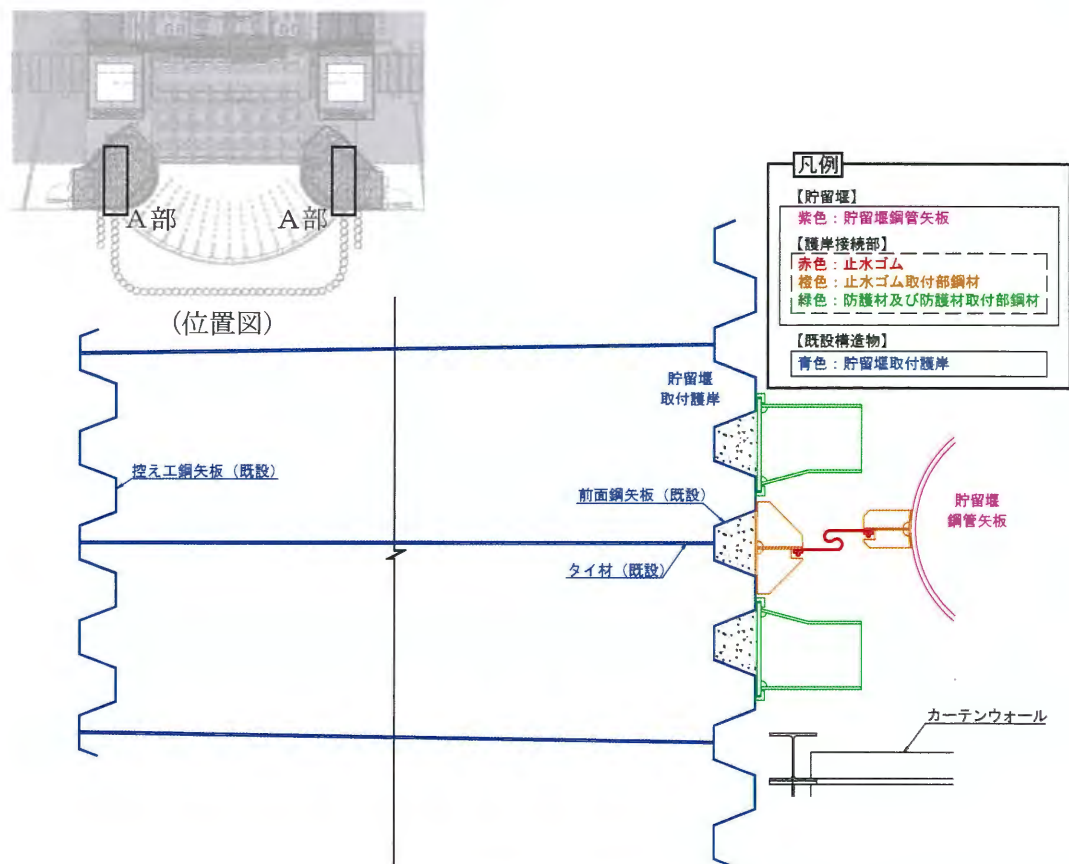 A部
A部
(位置図)
凡例
【貯留堰】
紫色：貯留堰鋼管矢板
【護岸接続部】
赤色：止水ゴム
橙色：止水ゴム取付部鋼材
緑色：防護材及び防護材取付部鋼材
【既設構造物】
青色：貯留堰取付護岸
貯留堰
取付護岸
控え工鋼矢板（既設）
前面鋼矢板（既設）
貯留堰
鋼管矢板
タイ材（既設）
カーテンウォール